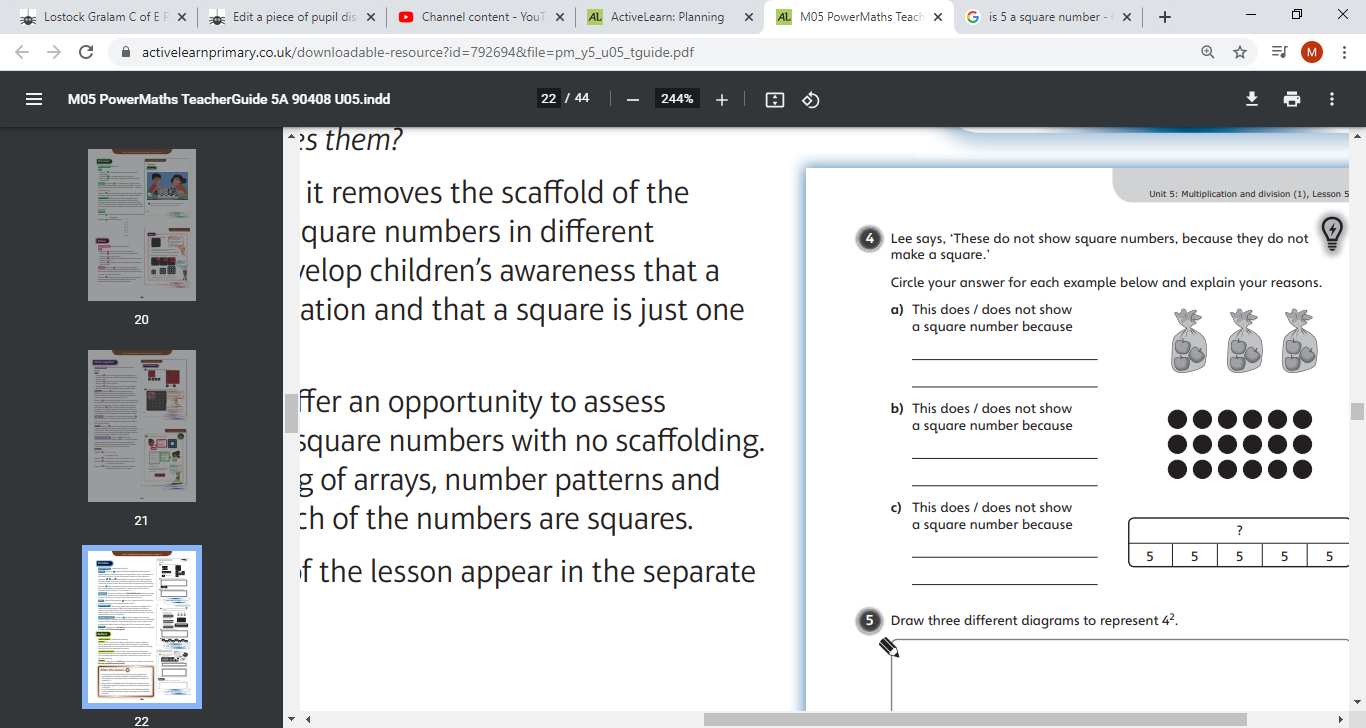 Lostock Gralam C of E P
Edit a piece of pupil dis
Channel content - YouT
ActiveLearn: Planning
M05 PowerMaths Teach
is 5 a square number -
activelearnprimary.co.uk/downloadable-resource?id=792694&file=pm_y5_u05_tguide.pdf
M
M05 PowerMaths TeacherGuide 5A 90408 U05.indd
22 / 44
244%
20
21
22
es them?
it removes the scaffold of the
quare numbers in different
velop children's awareness that a
ation and that a square is just one
ffer an opportunity to assess
square numbers with no scaffolding.
g of arrays, number patterns and
ch of the numbers are squares.
of the lesson appear in the separate
Unit 5: Multiplication and division (1), Lesson 5
4 Lee says, 'These do not show square numbers, because they do not
make a square.'
Circle your answer for each example below and explain your reasons.
a) This does / does not show
a square number because
b) This does / does not show
a square number because
c) This does / does not show
a square number because
?
5 5 5 5 5
5 Draw three different diagrams to represent 4².